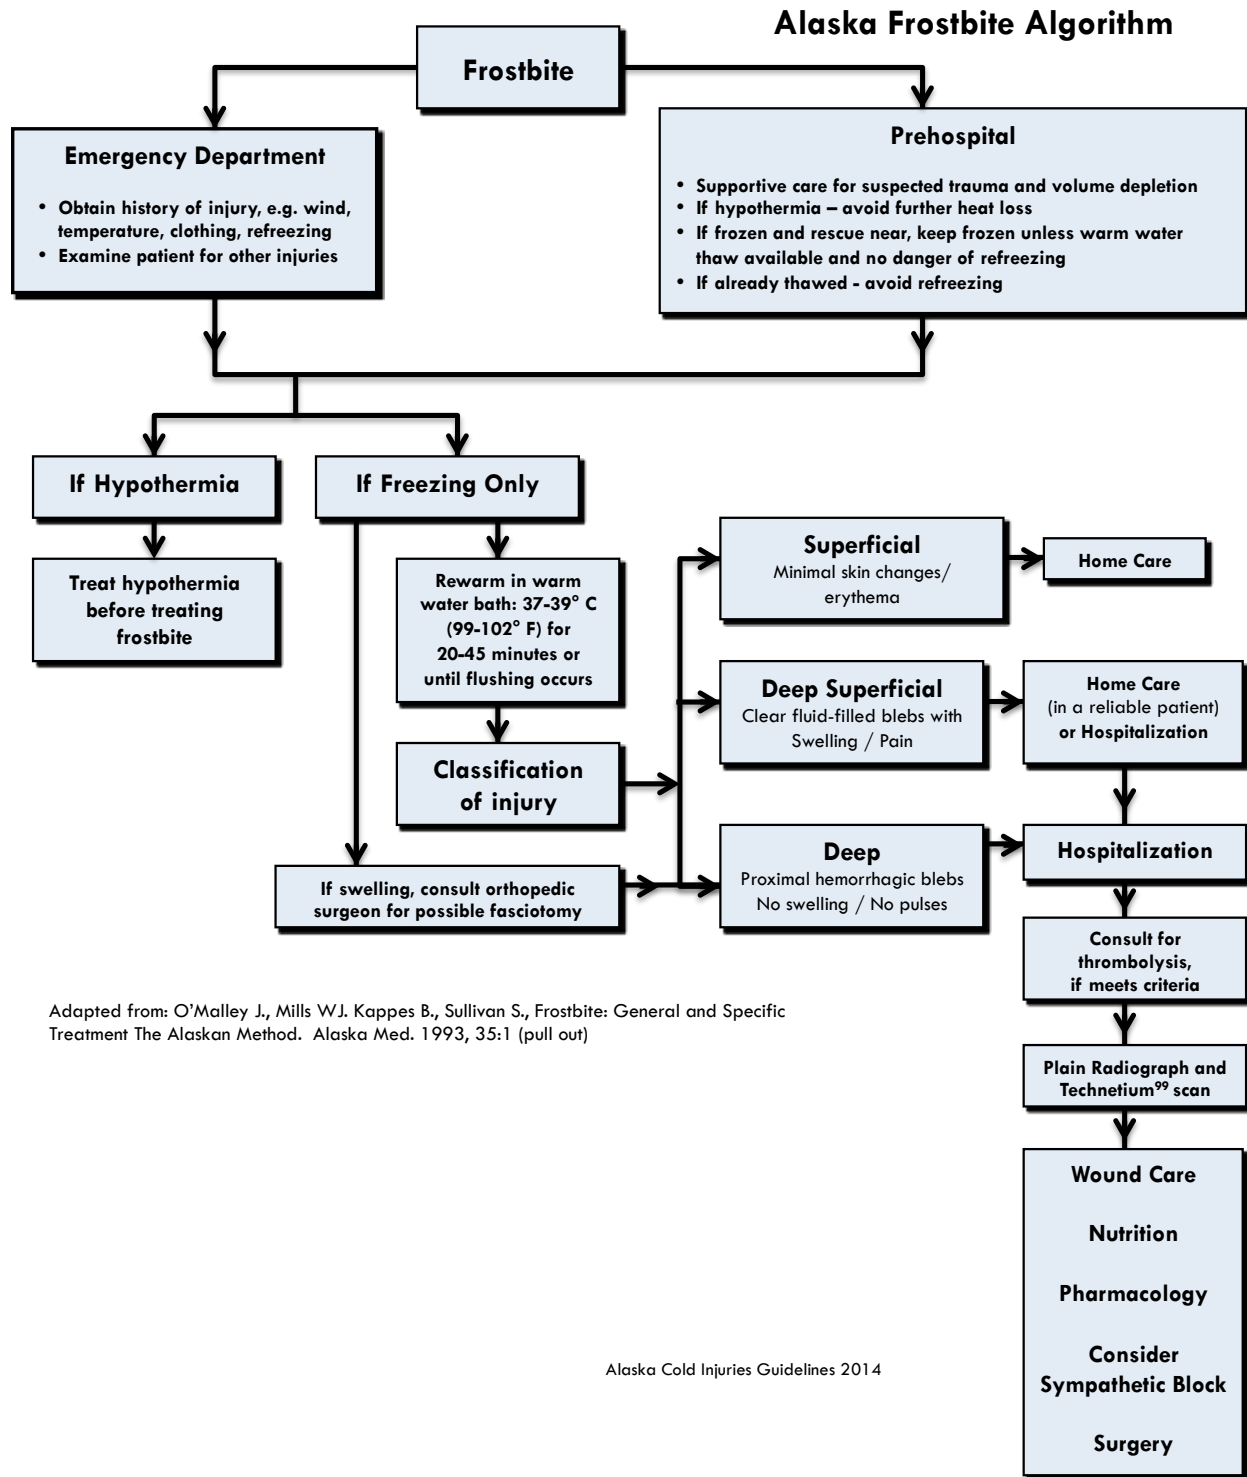 Alaska Frostbite Algorithm
Frostbite
Emergency Department
• Obtain history of injury, e.g. wind,
temperature, clothing, refreezing
• Examine patient for other injuries
Prehospital
• Supportive care for suspected trauma and volume depletion
• If hypothermia – avoid further heat loss
• If frozen and rescue near, keep frozen unless warm water
thaw available and no danger of refreezing
• If already thawed - avoid refreezing
If Hypothermia
If Freezing Only
Treat hypothermia
before treating
frostbite
Rewarm in warm
water bath: 37-39° C
(99-102° F) for
20-45 minutes or
until flushing occurs
Classification
of injury
If swelling, consult orthopedic
surgeon for possible fasciotomy
Superficial
Minimal skin changes/
erythema
Home Care
Deep Superficial
Clear fluid-filled blebs with
Swelling / Pain
Home Care
(in a reliable patient)
or Hospitalization
Deep
Proximal hemorrhagic blebs
No swelling / No pulses
Hospitalization
Consult for
thrombolysis,
if meets criteria
Plain Radiograph and
Technetium⁹⁹ scan
Wound Care
Nutrition
Pharmacology
Consider
Sympathetic Block
Surgery
Adapted from: O’Malley J., Mills WJ. Kappes B., Sullivan S., Frostbite: General and Specific
Treatment The Alaskan Method. Alaska Med. 1993, 35:1 (pull out)
Alaska Cold Injuries Guidelines 2014